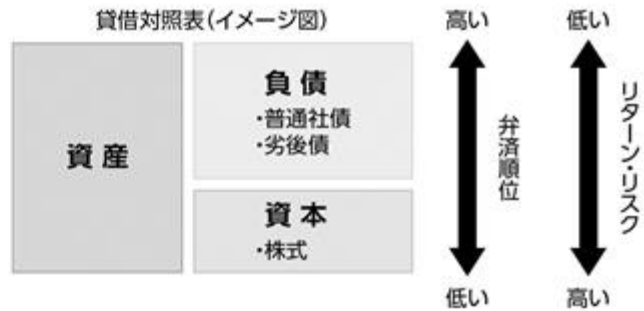 貸借対照表(イメージ図)
資産
負債
・普通社債
・劣後債
資本
・株式
高い
弁済順位
低い
低い
リターン・リスク
高い